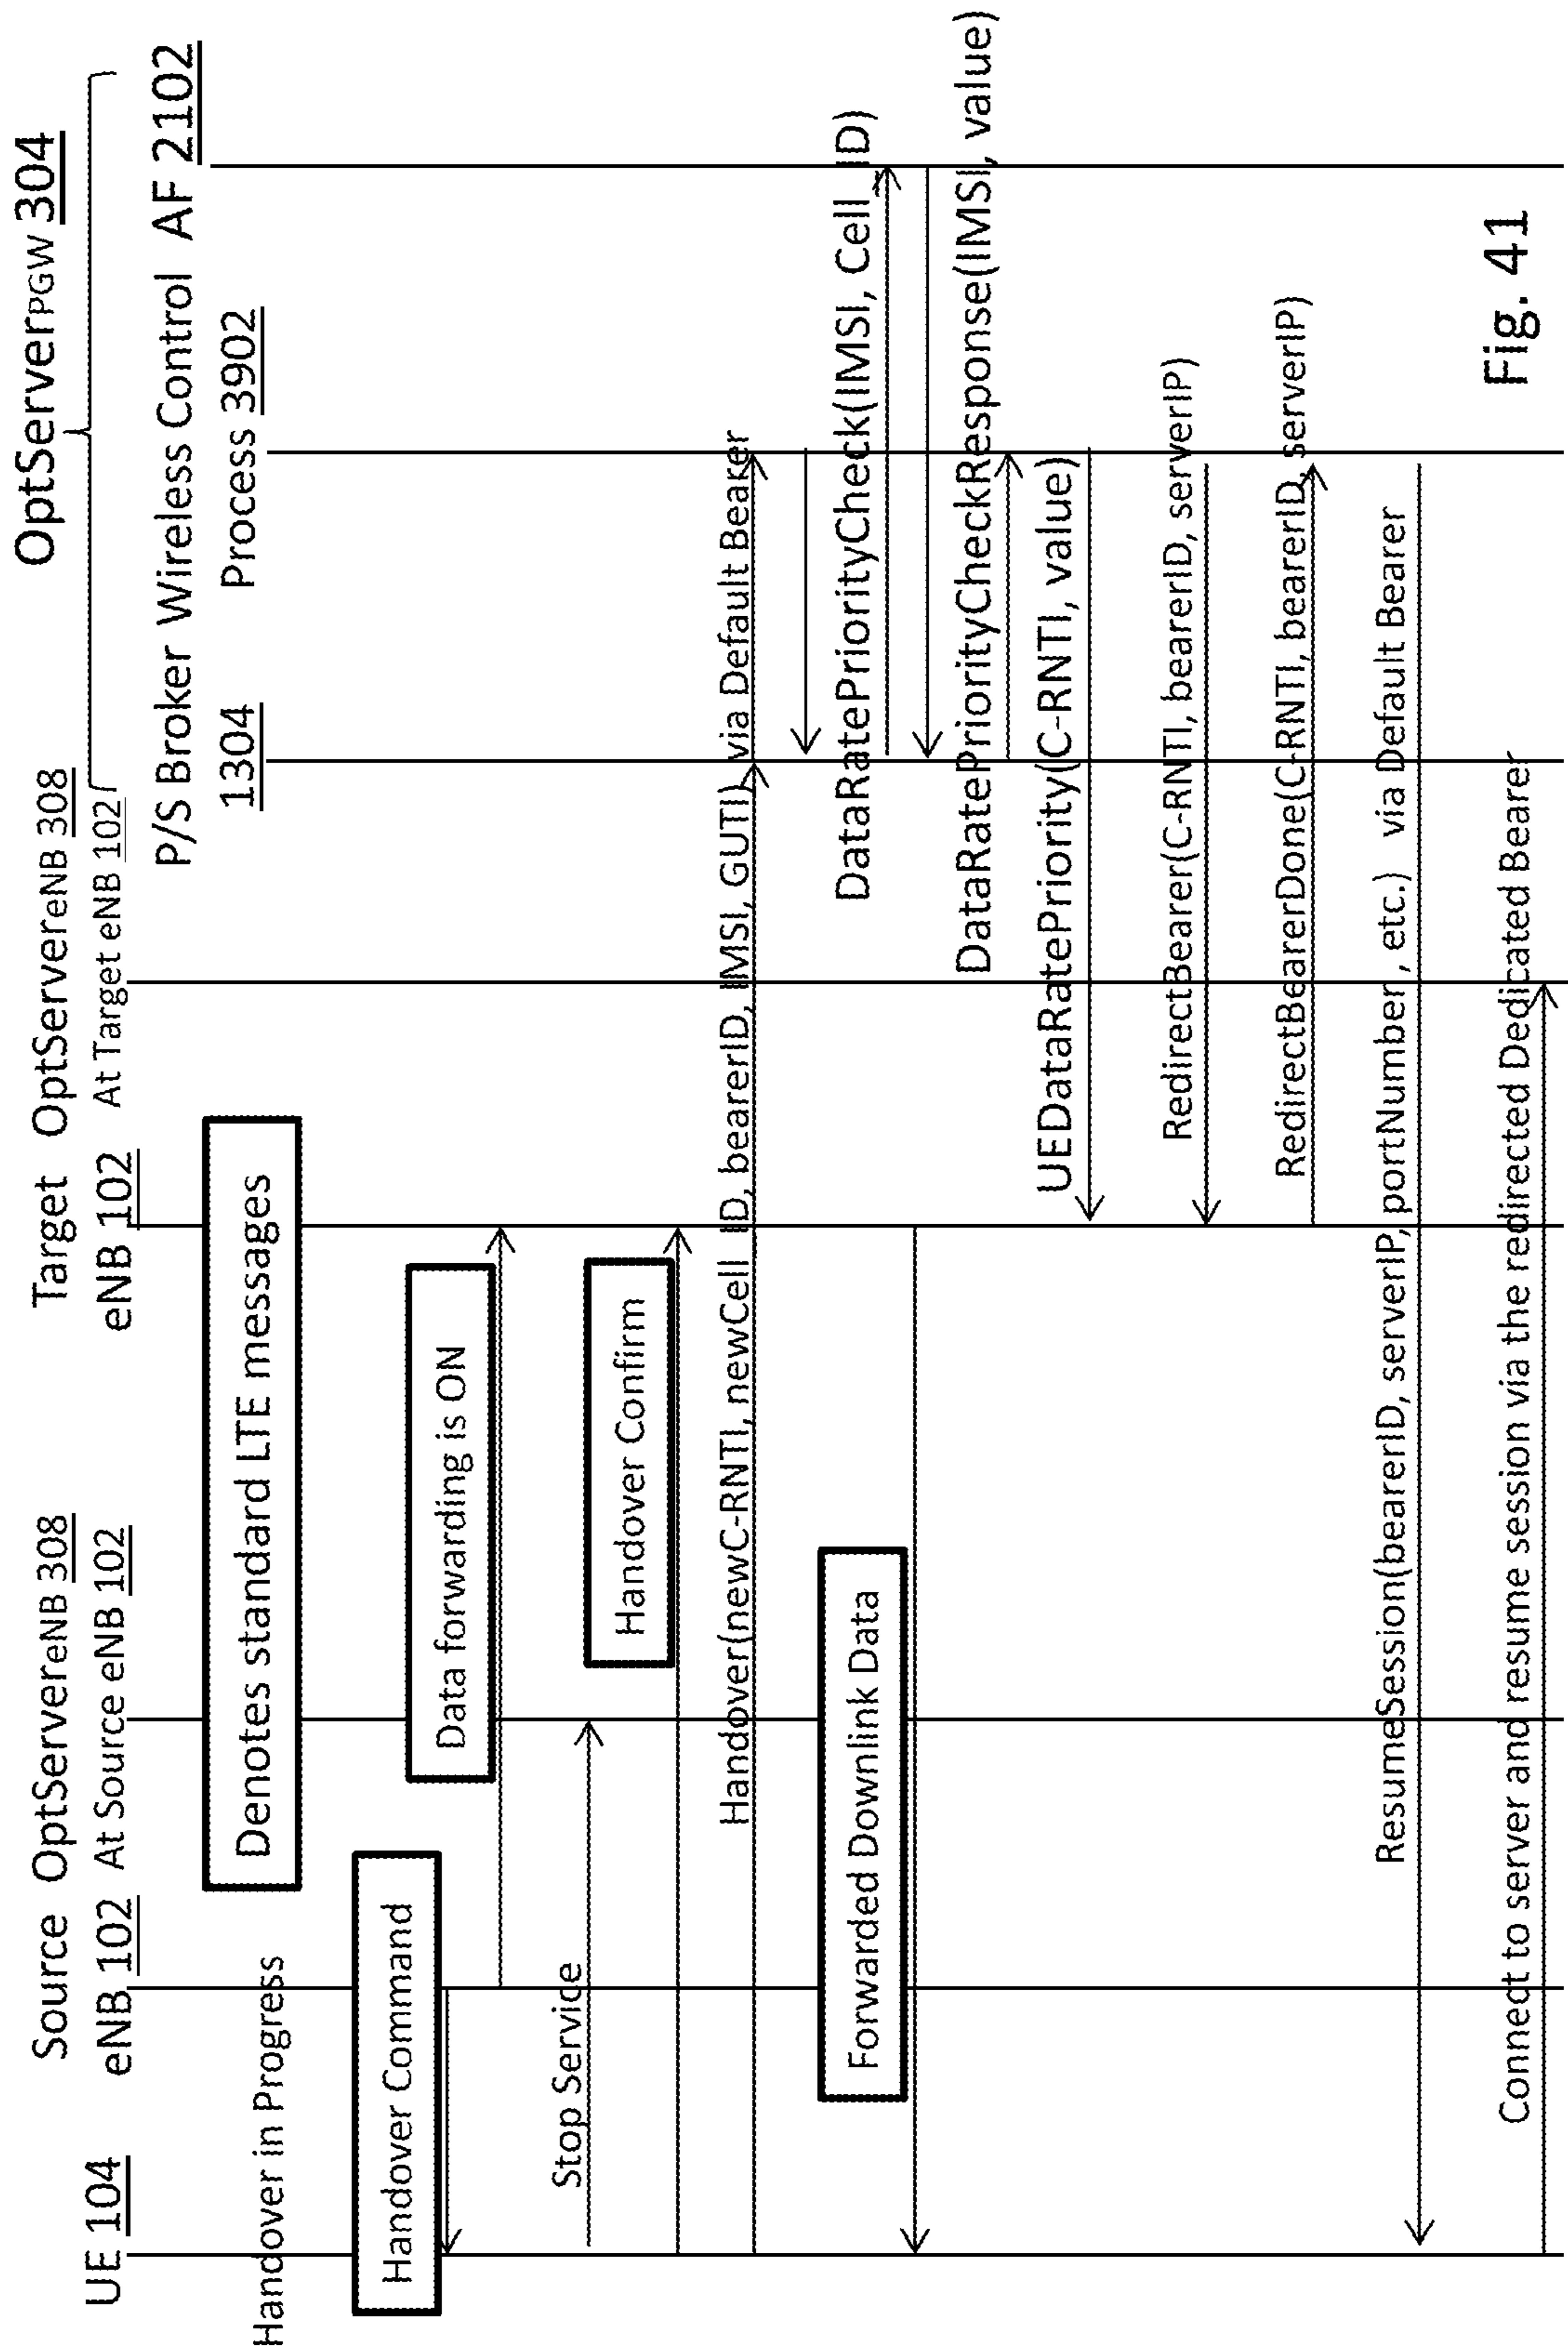 OptServerPGW 304
UE 104
Source
eNB 102
OptServereNB 308
At Source eNB 102
Target
eNB 102
OptServereNB 308
At Target eNB 102
P/S Broker
1304
Wireless Control
Process 3902
AF 2102
Denotes standard LTE messages
Handover in Progress
Handover Command
Data forwarding is ON
Stop Service
Handover Confirm
Handover(newC-RNTI, newCell ID, bearerID, IMSI, GUTI) via Default Bearer
DataRatePriorityCheck(IMSI, Cell ID)
Forwarded Downlink Data
DataRatePriorityCheckResponse(IMSI, value)
UEDataRatePriority(C-RNTI, value)
RedirectBearer(C-RNTI, bearerID, serverIP)
RedirectBearerDone(C-RNTI, bearerID, serverIP)
ResumeSession(bearerID, serverIP, portNumber, etc.) via Default Bearer
Connect to server and resume session via the redirected Dedicated Bearer
Fig. 41